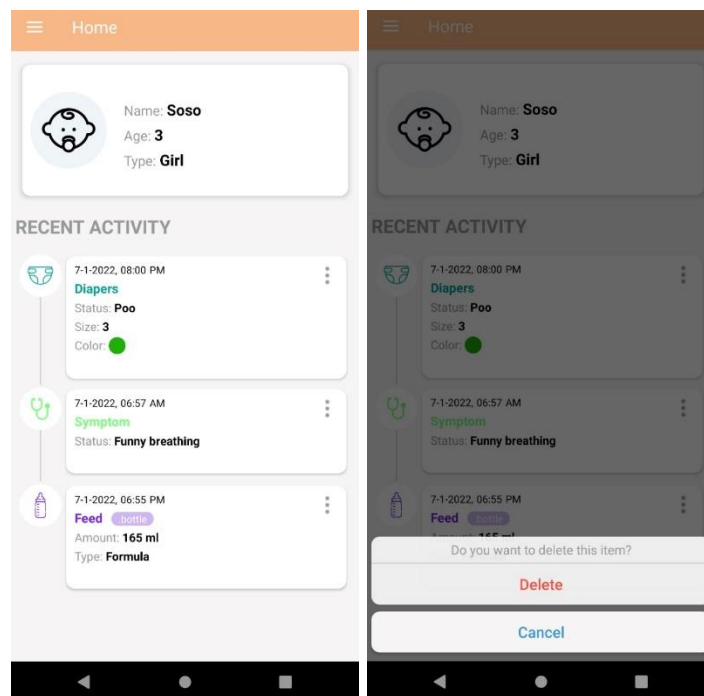 Home
Name: Soso
Age: 3
Type: Girl
RECENT ACTIVITY
7-1-2022, 08:00 PM
Diapers
Status: Poo
Size: 3
Color:
7-1-2022, 06:57 AM
Symptom
Status: Funny breathing
7-1-2022, 06:55 PM
Feed .bottle
Amount: 165 ml
Type: Formula
Home
Name: Soso
Age: 3
Type: Girl
RECENT ACTIVITY
7-1-2022, 08:00 PM
Diapers
Status: Poo
Size: 3
Color:
7-1-2022, 06:57 AM
Symptom
Status: Funny breathing
7-1-2022, 06:55 PM
Feed .bottle
Amount: 165 ml
Do you want to delete this item?
Delete
Cancel